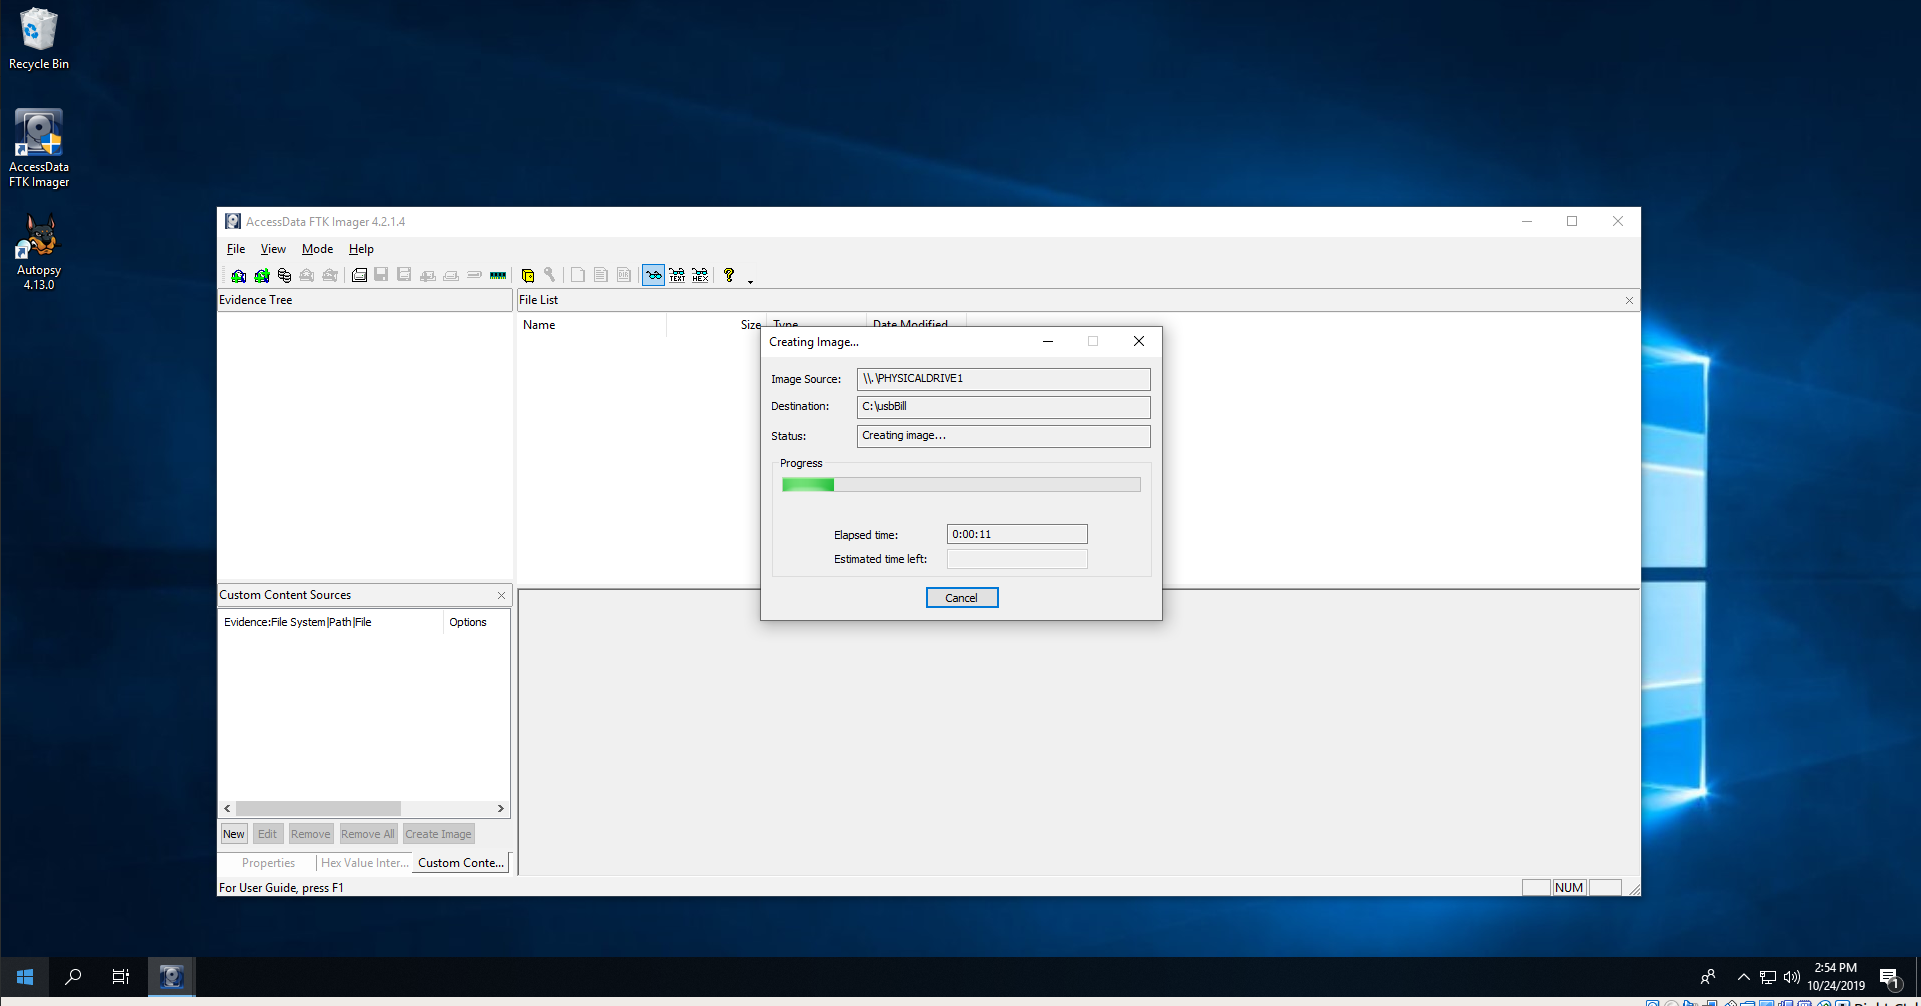 Recycle Bin
AccessData
FTK Imager
Autopsy
4.13.0
AccessData FTK Imager 4.2.1.4
File View Mode Help
TEXT HEX
Evidence Tree
File List
Name Size Type Date Modified
Creating Image...
Image Source: \\.\PHYSICALDRIVE1
Destination: C:\usbBill
Status: Creating image...
Progress
Elapsed time: 0:00:11
Estimated time left:
Cancel
Custom Content Sources
Evidence:File System|Path|File Options
New Edit Remove Remove All Create Image
Properties Hex Value Inter... Custom Conte...
For User Guide, press F1
NUM
2:54 PM
10/24/2019
1